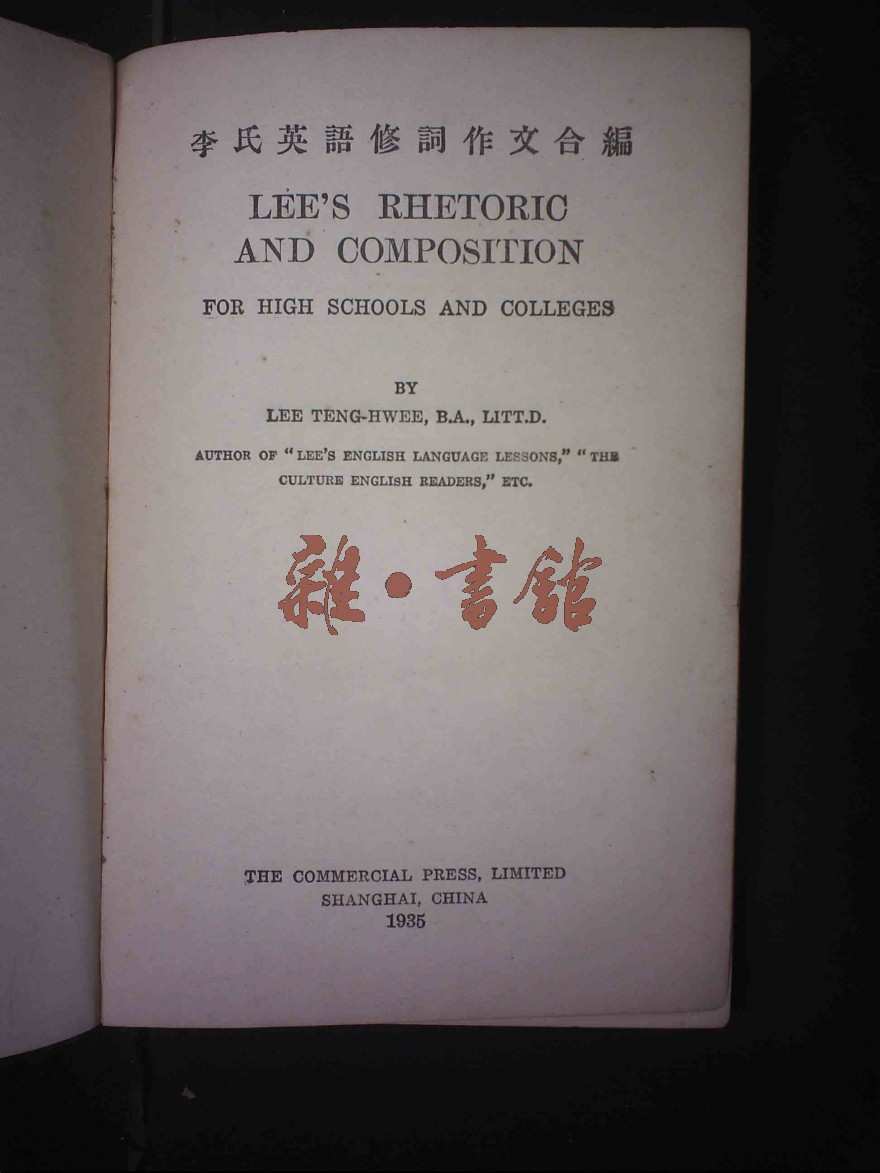 李氏英語修詞作文合編
LEE'S RHETORIC
AND COMPOSITION
FOR HIGH SCHOOLS AND COLLEGES
BY
LEE TENG-HWEE, B.A., LITT.D.
AUTHOR OF "LEE'S ENGLISH LANGUAGE LESSONS," "THE
CULTURE ENGLISH READERS," ETC.
雜·書館
THE COMMERCIAL PRESS, LIMITED
SHANGHAI, CHINA
1935